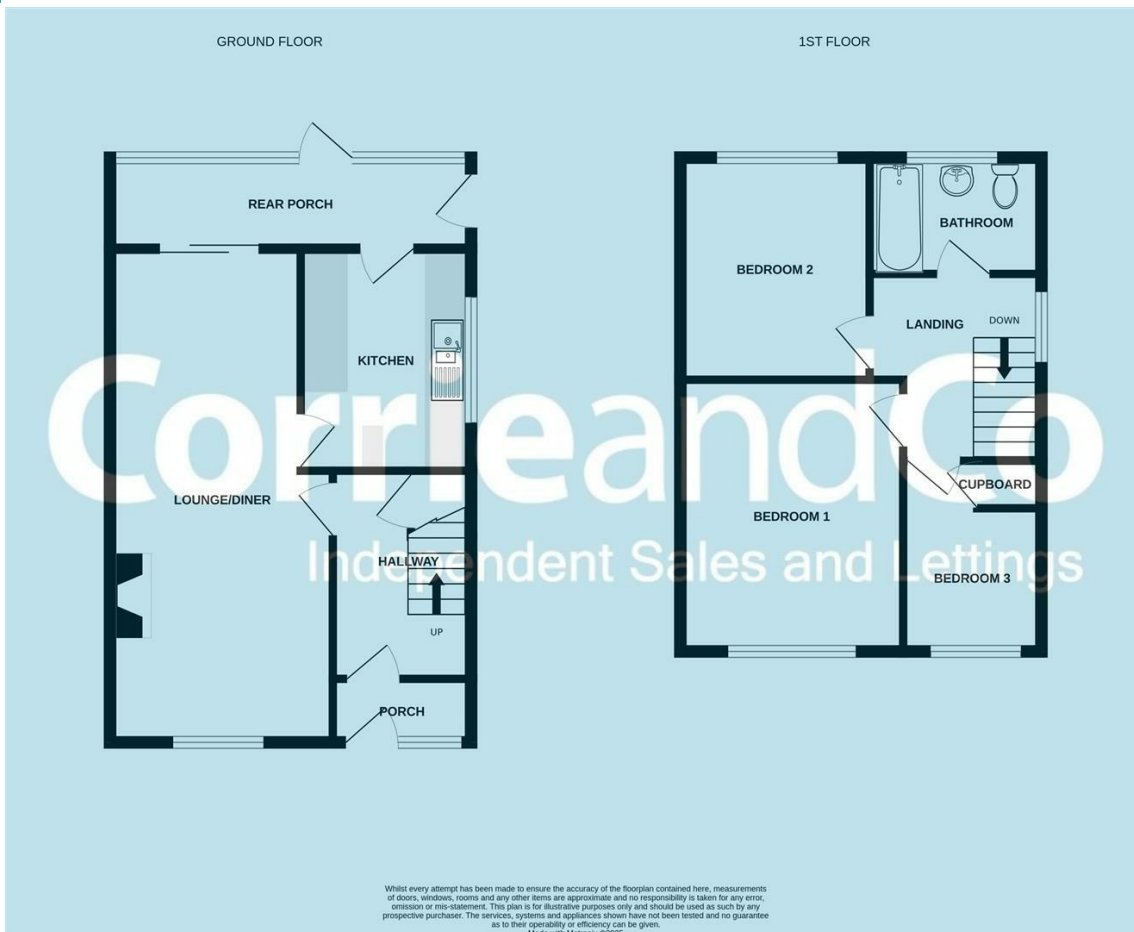 GROUND FLOOR
1ST FLOOR
REAR PORCH
KITCHEN
LOUNGE/DINER
HALLWAY
UP
PORCH
BEDROOM 2
BATHROOM
LANDING
DOWN
BEDROOM 1
CUPBOARD
BEDROOM 3
CorrieandCo
Independent Sales and Lettings
Whilst every attempt has been made to ensure the accuracy of the floorplan contained here, measurements
of doors, windows, rooms and any other items are approximate and no responsibility is taken for any error,
omission or mis-statement. This plan is for illustrative purposes only and should be used as such by any
prospective purchaser. The services, systems and appliances shown have not been tested and no guarantee
as to their operability or efficiency can be given.
Made with Metropix ©2025